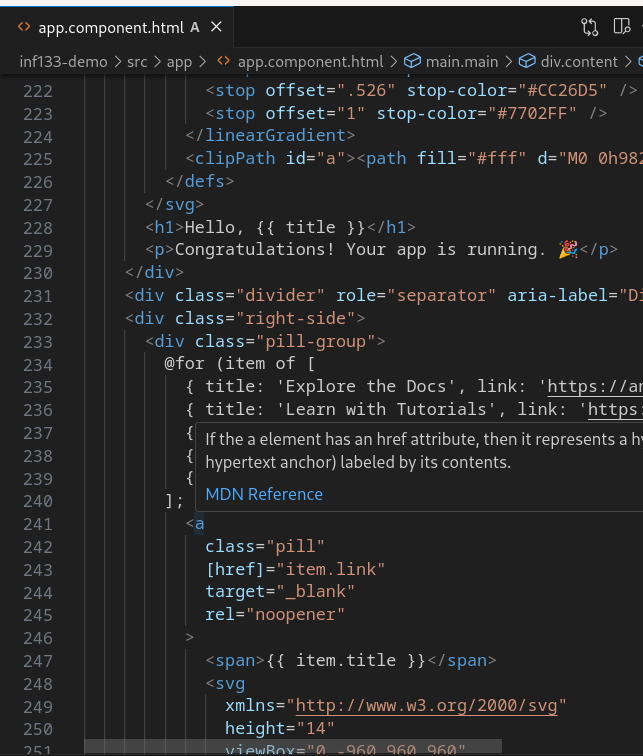 app.component.html A
inf133-demo > src > app > app.component.html > main.main > div.content >
222 <stop offset=".526" stop-color="#CC26D5" />
223 <stop offset="1" stop-color="#7702FF" />
224 </linearGradient>
225 <clipPath id="a"><path fill="#fff" d="M0 0h982
226 </defs>
227 </svg>
228 <h1>Hello, {{ title }}</h1>
229 <p>Congratulations! Your app is running. 🎉</p>
230 </div>
231 <div class="divider" role="separator" aria-label="Di
232 <div class="right-side">
233 <div class="pill-group">
234 @for (item of [
235 { title: 'Explore the Docs', link: 'https://an
236 { title: 'Learn with Tutorials', link: 'https:
237 {
If the a element has an href attribute, then it represents a hy
238 {
hypertext anchor) labeled by its contents.
239 {
MDN Reference
240 ];
241 <a
242 class="pill"
243 [href]="item.link"
244 target="_blank"
245 rel="noopener"
246 >
247 <span>{{ item.title }}</span>
248 <svg
249 xmlns="http://www.w3.org/2000/svg"
250 height="14"
251 viewBox="0 -960 960 960"